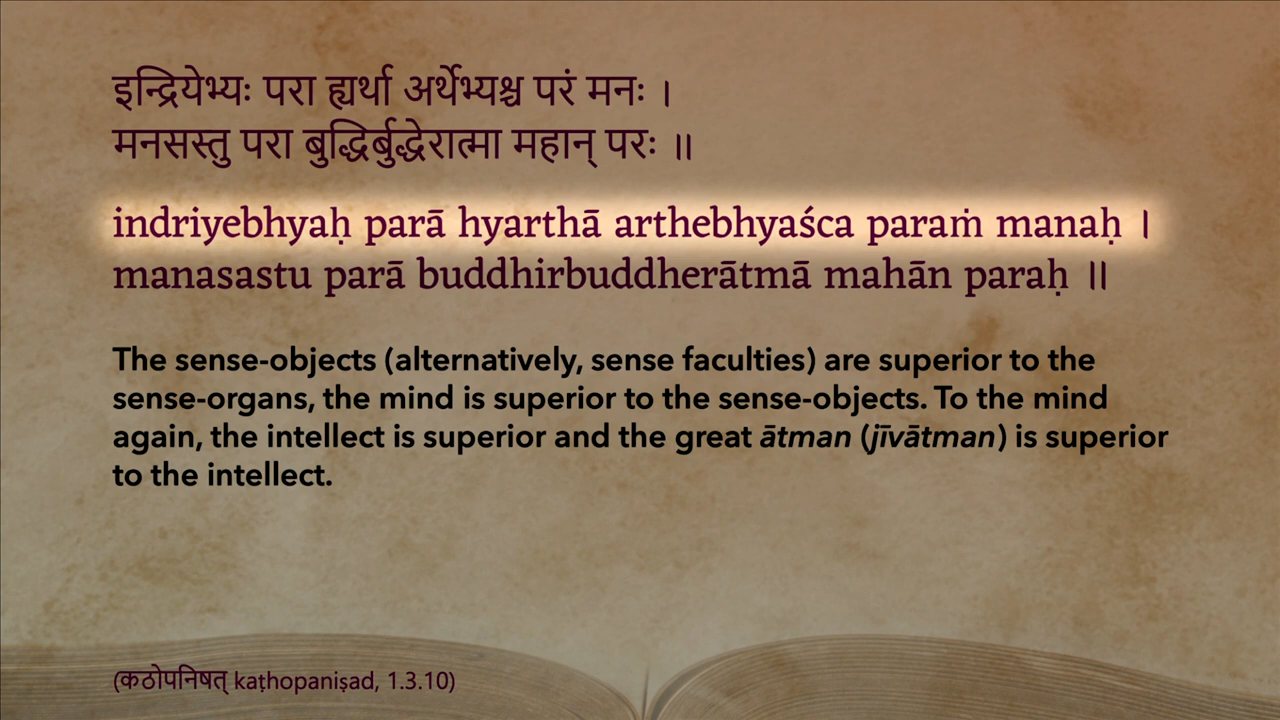 इन्द्रियेभ्यः परा ह्यर्था अर्थेभ्यश्च परं मनः ।
मनसस्तु परा बुद्धिर्बुद्धेरात्मा महान् परः ॥
indriyebhyaḥ parā hyarthā arthebhyaśca paraṁ manaḥ ।
manasastu parā buddhirbuddherātmā mahān paraḥ ॥
The sense-objects (alternatively, sense faculties) are superior to the
sense-organs, the mind is superior to the sense-objects. To the mind
again, the intellect is superior and the great ātman (jīvātman) is superior
to the intellect.
(कठोपनिषत् kaṭhopaniṣad, 1.3.10)